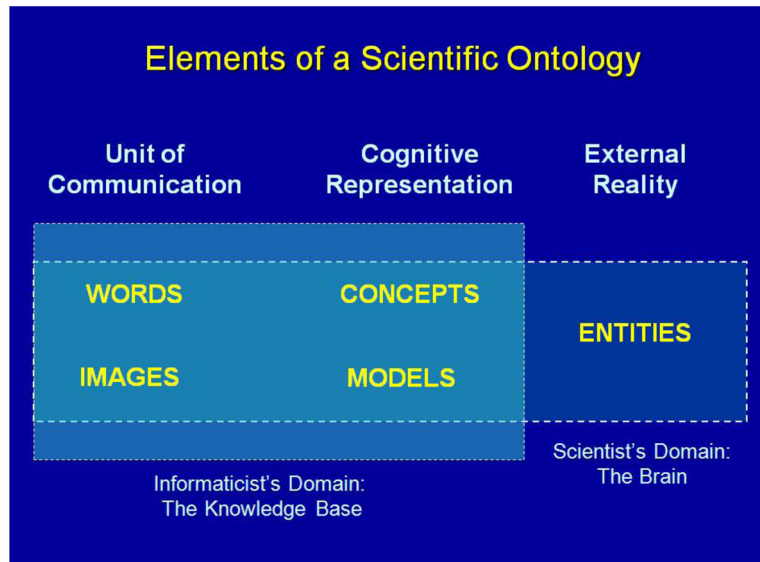 Elements of a Scientific Ontology
Unit of
Communication
Cognitive
Representation
External
Reality
WORDS
CONCEPTS
ENTITIES
IMAGES
MODELS
Scientist's Domain:
The Brain
Informaticist's Domain:
The Knowledge Base